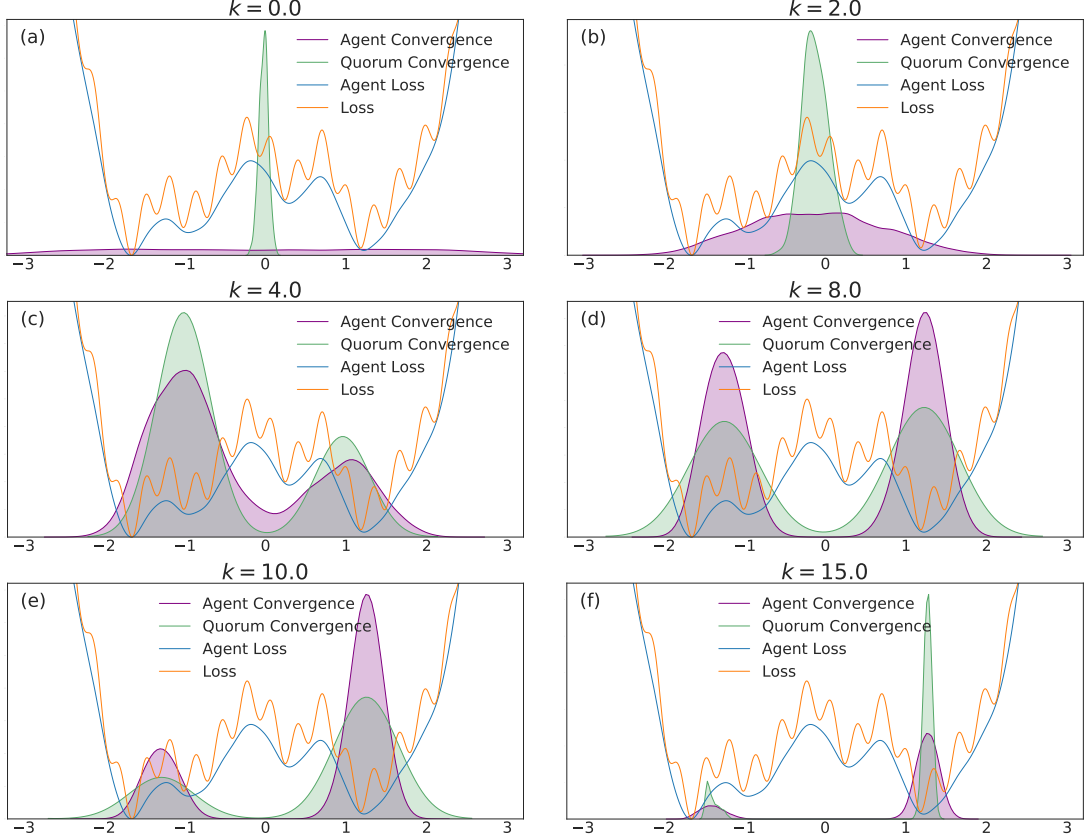 k = 0.0
(a)
Agent Convergence
Quorum Convergence
Agent Loss
Loss
−3 −2 −1 0 1 2 3
k = 2.0
(b)
Agent Convergence
Quorum Convergence
Agent Loss
Loss
−3 −2 −1 0 1 2 3
k = 4.0
(c)
Agent Convergence
Quorum Convergence
Agent Loss
Loss
−3 −2 −1 0 1 2 3
k = 8.0
(d)
Agent Convergence
Quorum Convergence
Agent Loss
Loss
−3 −2 −1 0 1 2 3
k = 10.0
(e)
Agent Convergence
Quorum Convergence
Agent Loss
Loss
−3 −2 −1 0 1 2 3
k = 15.0
(f)
Agent Convergence
Quorum Convergence
Agent Loss
Loss
−3 −2 −1 0 1 2 3